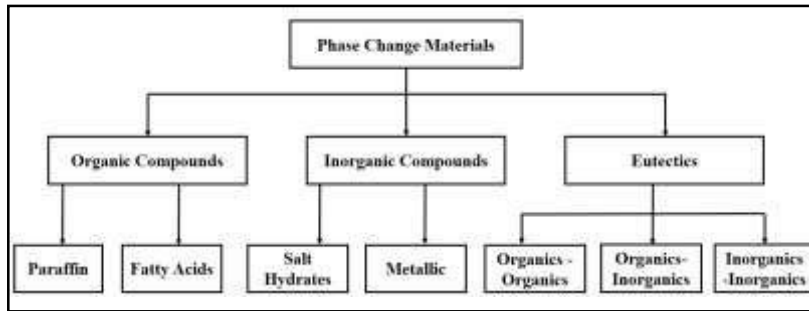 Phase Change Materials
Organic Compounds
Inorganic Compounds
Eutectics
Paraffin
Fatty Acids
Salt
Hydrates
Metallic
Organics -
Organics
Organics-
Inorganics
Inorganics
-Inorganics